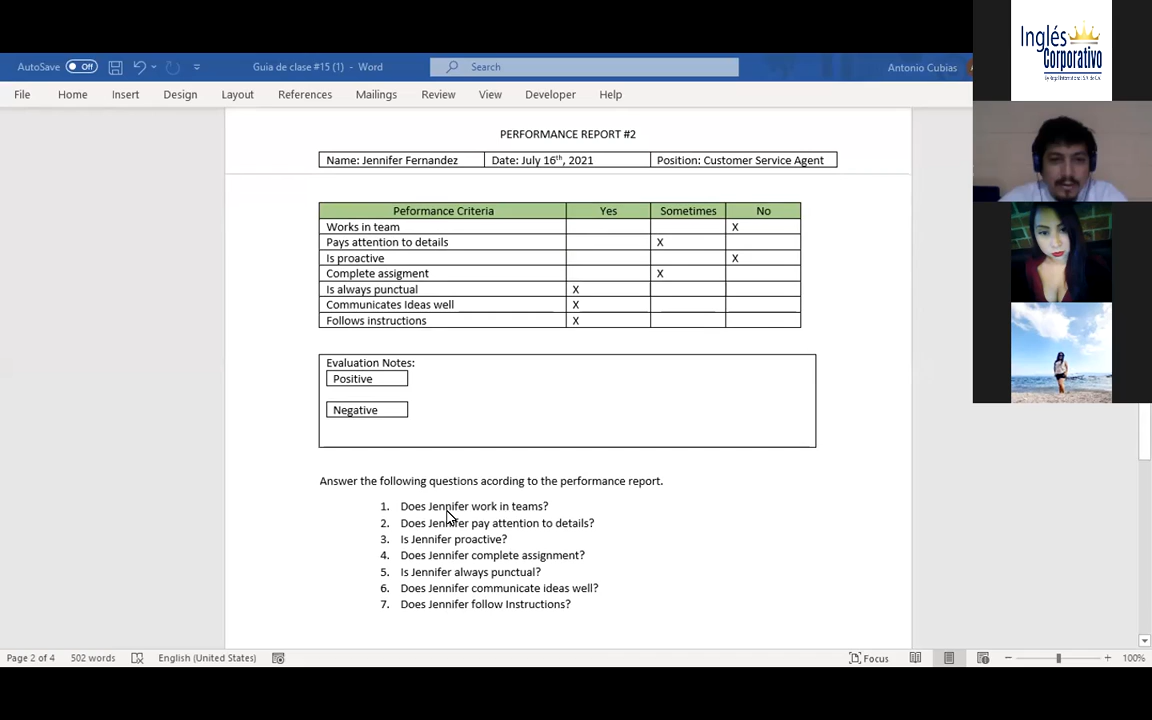 Inglés
Corporativo
AutoSave Off Guia de clase #15 (1) - Word Search Antonio Cubias
File Home Insert Design Layout References Mailings Review View Developer Help
PERFORMANCE REPORT #2
Name: Jennifer Fernandez Date: July 16th, 2021 Position: Customer Service Agent
Peformance Criteria Yes Sometimes No
Works in team X
Pays attention to details X
Is proactive X
Complete assigment X
Is always punctual X
Communicates Ideas well X
Follows instructions X
Evaluation Notes:
Positive
Negative
Answer the following questions acording to the performance report.
1. Does Jennifer work in teams?
2. Does Jennifer pay attention to details?
3. Is Jennifer proactive?
4. Does Jennifer complete assignment?
5. Is Jennifer always punctual?
6. Does Jennifer communicate ideas well?
7. Does Jennifer follow Instructions?
Page 2 of 4 502 words English (United States) Focus 100%